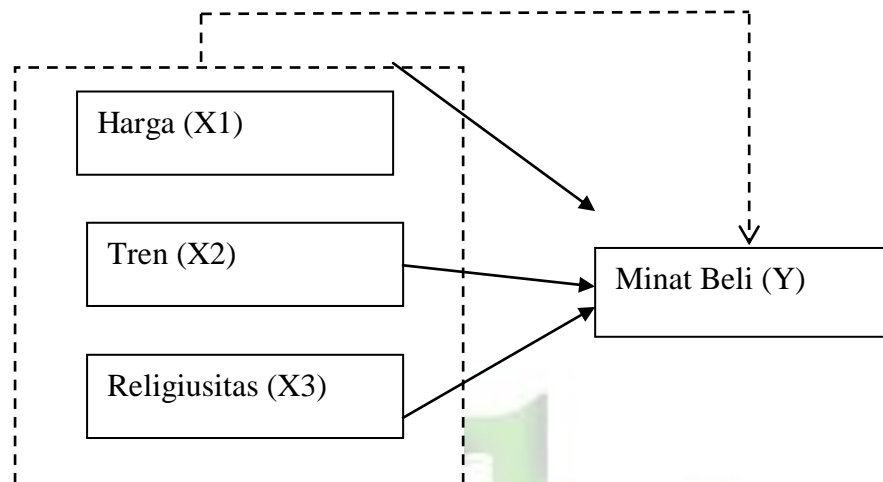 Harga (X1)
Tren (X2)
Minat Beli (Y)
Religiusitas (X3)